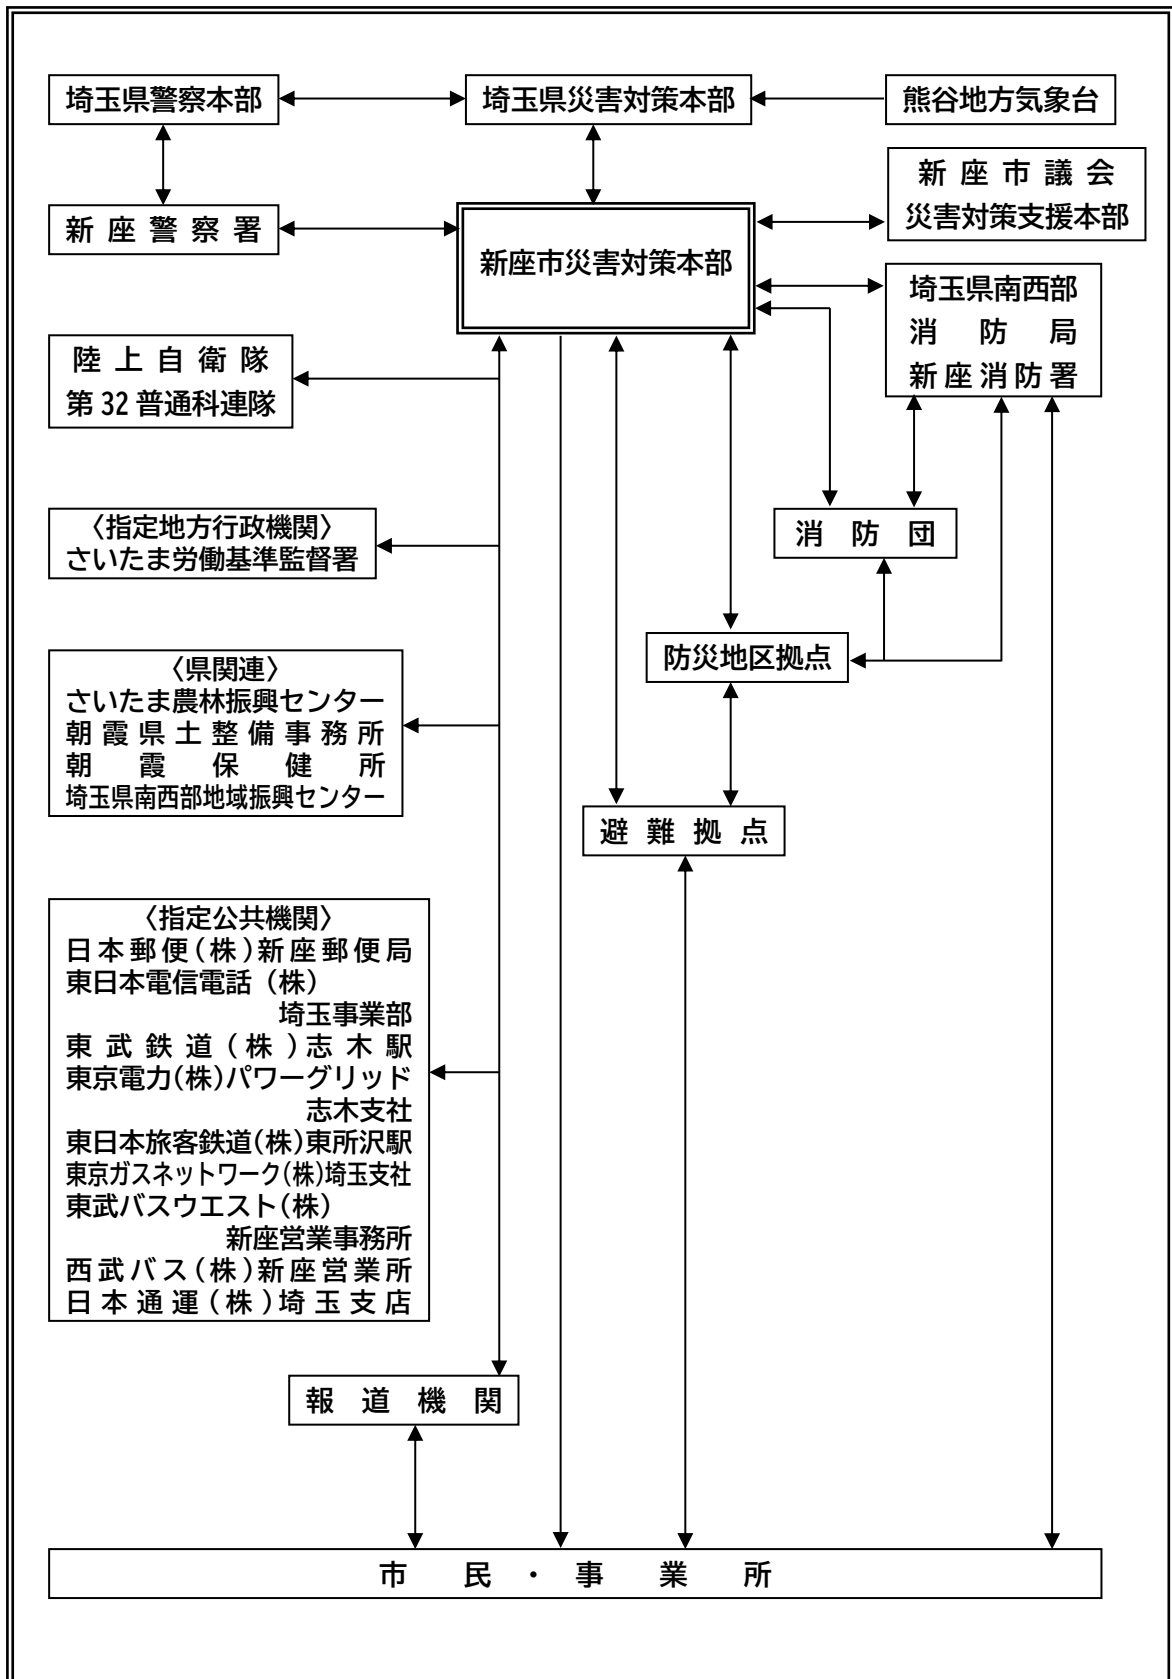 埼玉県警察本部
埼玉県災害対策本部
熊谷地方気象台
新座市議会
災害対策支援本部
新座警察署
新座市災害対策本部
埼玉県南西部
消防局
新座消防署
陸上自衛隊
第32普通科連隊
〈指定地方行政機関〉
さいたま労働基準監督署
消防団
防災地区拠点
〈県関連〉
さいたま農林振興センター
朝霞県土整備事務所
朝霞保健所
埼玉県南西部地域振興センター
避難拠点
〈指定公共機関〉
日本郵便(株)新座郵便局
東日本電信電話(株)
埼玉事業部
東武鉄道(株)志木駅
東京電力(株)パワーグリッド
志木支社
東日本旅客鉄道(株)東所沢駅
東京ガスネットワーク(株)埼玉支社
東武バスウエスト(株)
新座営業事務所
西武バス(株)新座営業所
日本通運(株)埼玉支店
報道機関
市民・事業所